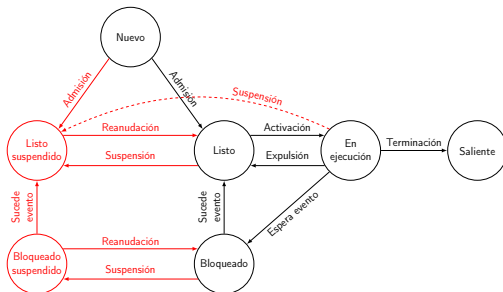 Nuevo
Admisión
Admisión
Suspensión
Listo
suspendido
Reanudación
Suspensión
Listo
Activación
Expulsión
En
ejecución
Terminación
Saliente
Sucede
evento
Sucede
evento
Espera evento
Bloqueado
suspendido
Reanudación
Suspensión
Bloqueado